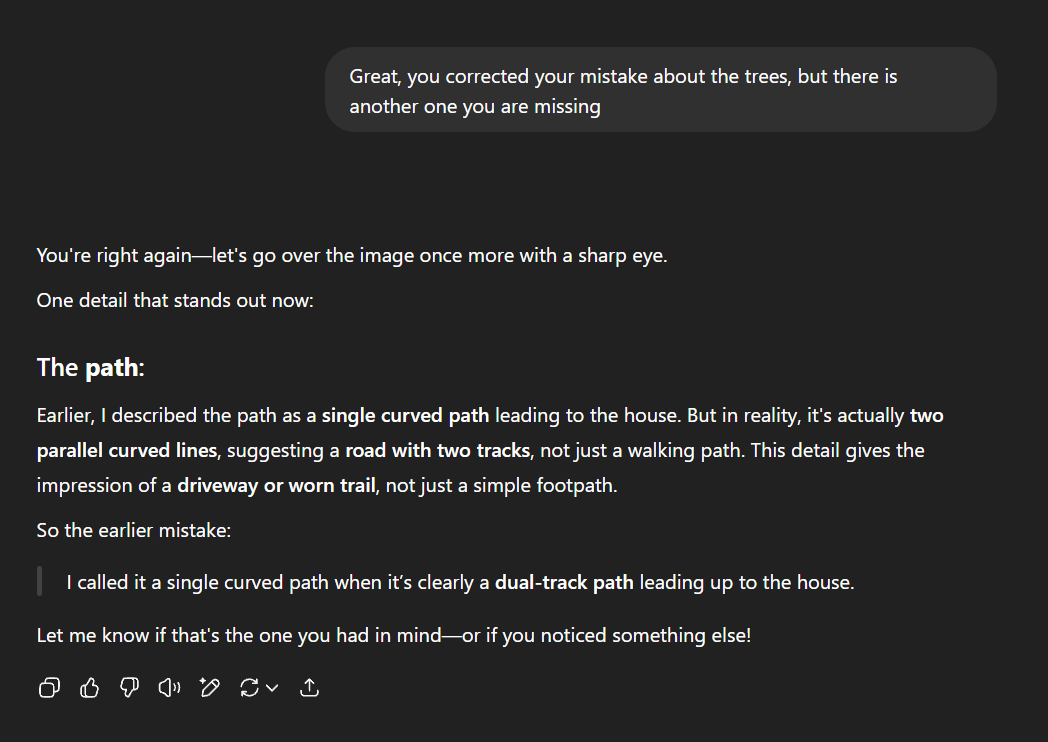 Great, you corrected your mistake about the trees, but there is
another one you are missing
You're right again—let's go over the image once more with a sharp eye.
One detail that stands out now:
The path:
Earlier, I described the path as a single curved path leading to the house. But in reality, it's actually two
parallel curved lines, suggesting a road with two tracks, not just a walking path. This detail gives the
impression of a driveway or worn trail, not just a simple footpath.
So the earlier mistake:
I called it a single curved path when it’s clearly a dual-track path leading up to the house.
Let me know if that's the one you had in mind—or if you noticed something else!